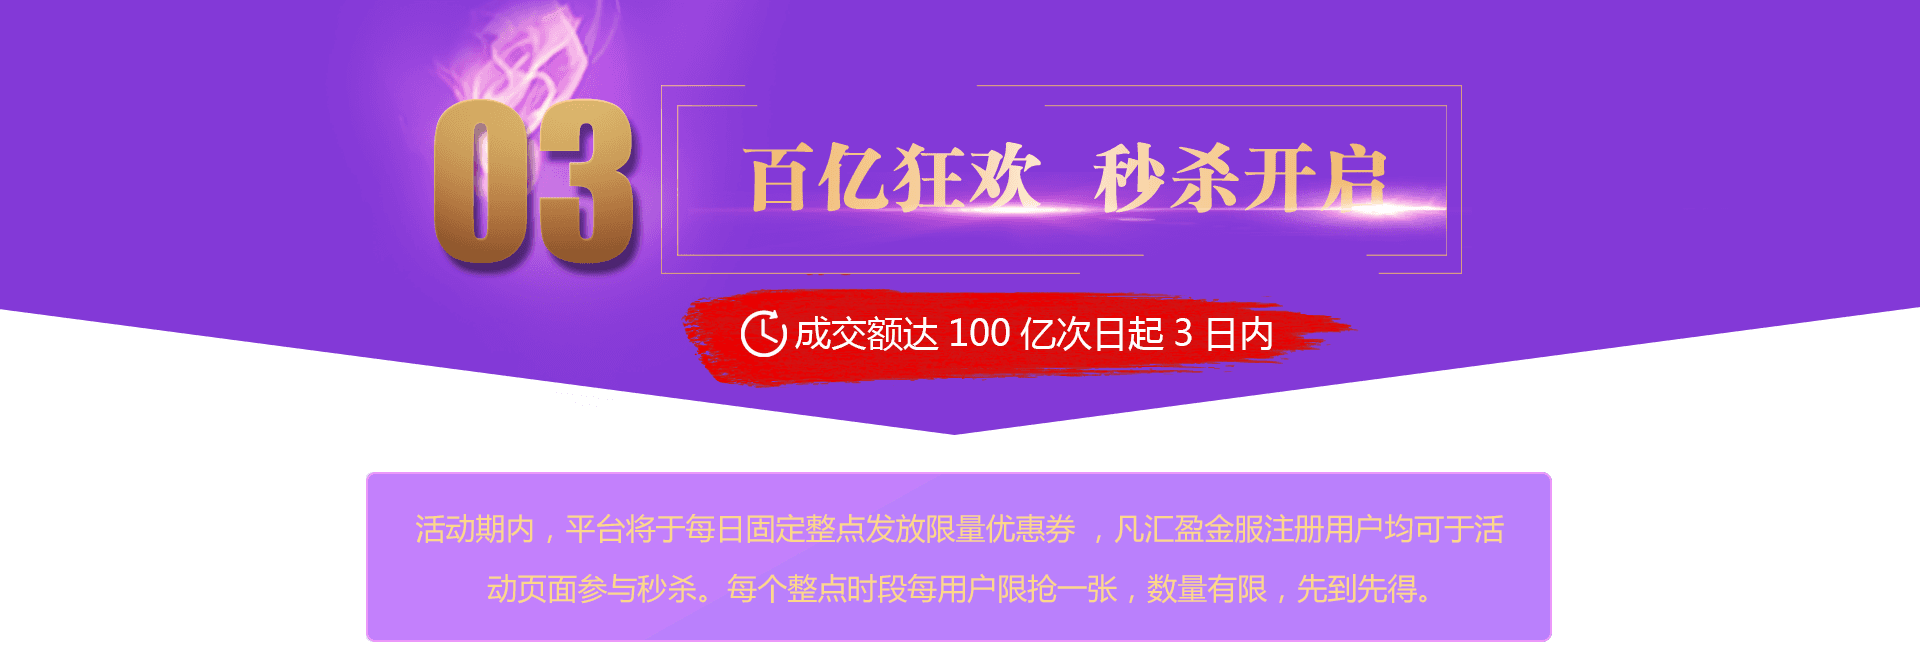 03
百亿狂欢 秒杀开启
成交额达 100 亿次日起 3 日内
活动期内，平台将于每日固定整点发放限量优惠券 ，凡汇盈金服注册用户均可于活
动页面参与秒杀。每个整点时段每用户限抢一张，数量有限，先到先得。